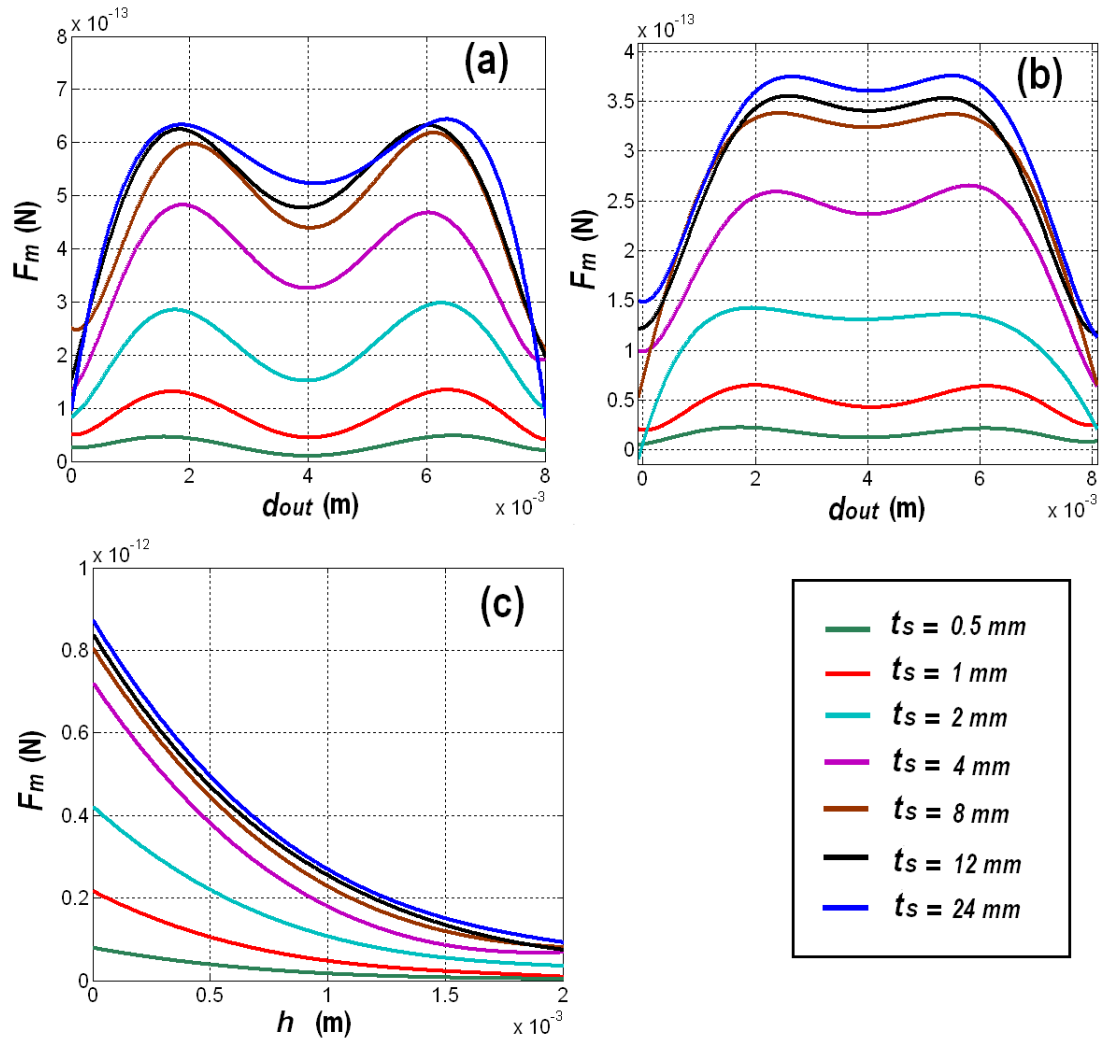 x 10^-13
(a)
8
7
6
5
4
3
2
1
0
Fm (N)
0 2 4 6 8
x 10^-3
dout (m)
x 10^-13
(b)
4
3.5
3
2.5
2
1.5
1
0.5
0
Fm (N)
0 2 4 6 8
x 10^-3
dout (m)
x 10^-12
(c)
1
0.8
0.6
0.4
0.2
0
Fm (N)
0 0.5 1 1.5 2
x 10^-3
h (m)
ts = 0.5 mm
ts = 1 mm
ts = 2 mm
ts = 4 mm
ts = 8 mm
ts = 12 mm
ts = 24 mm